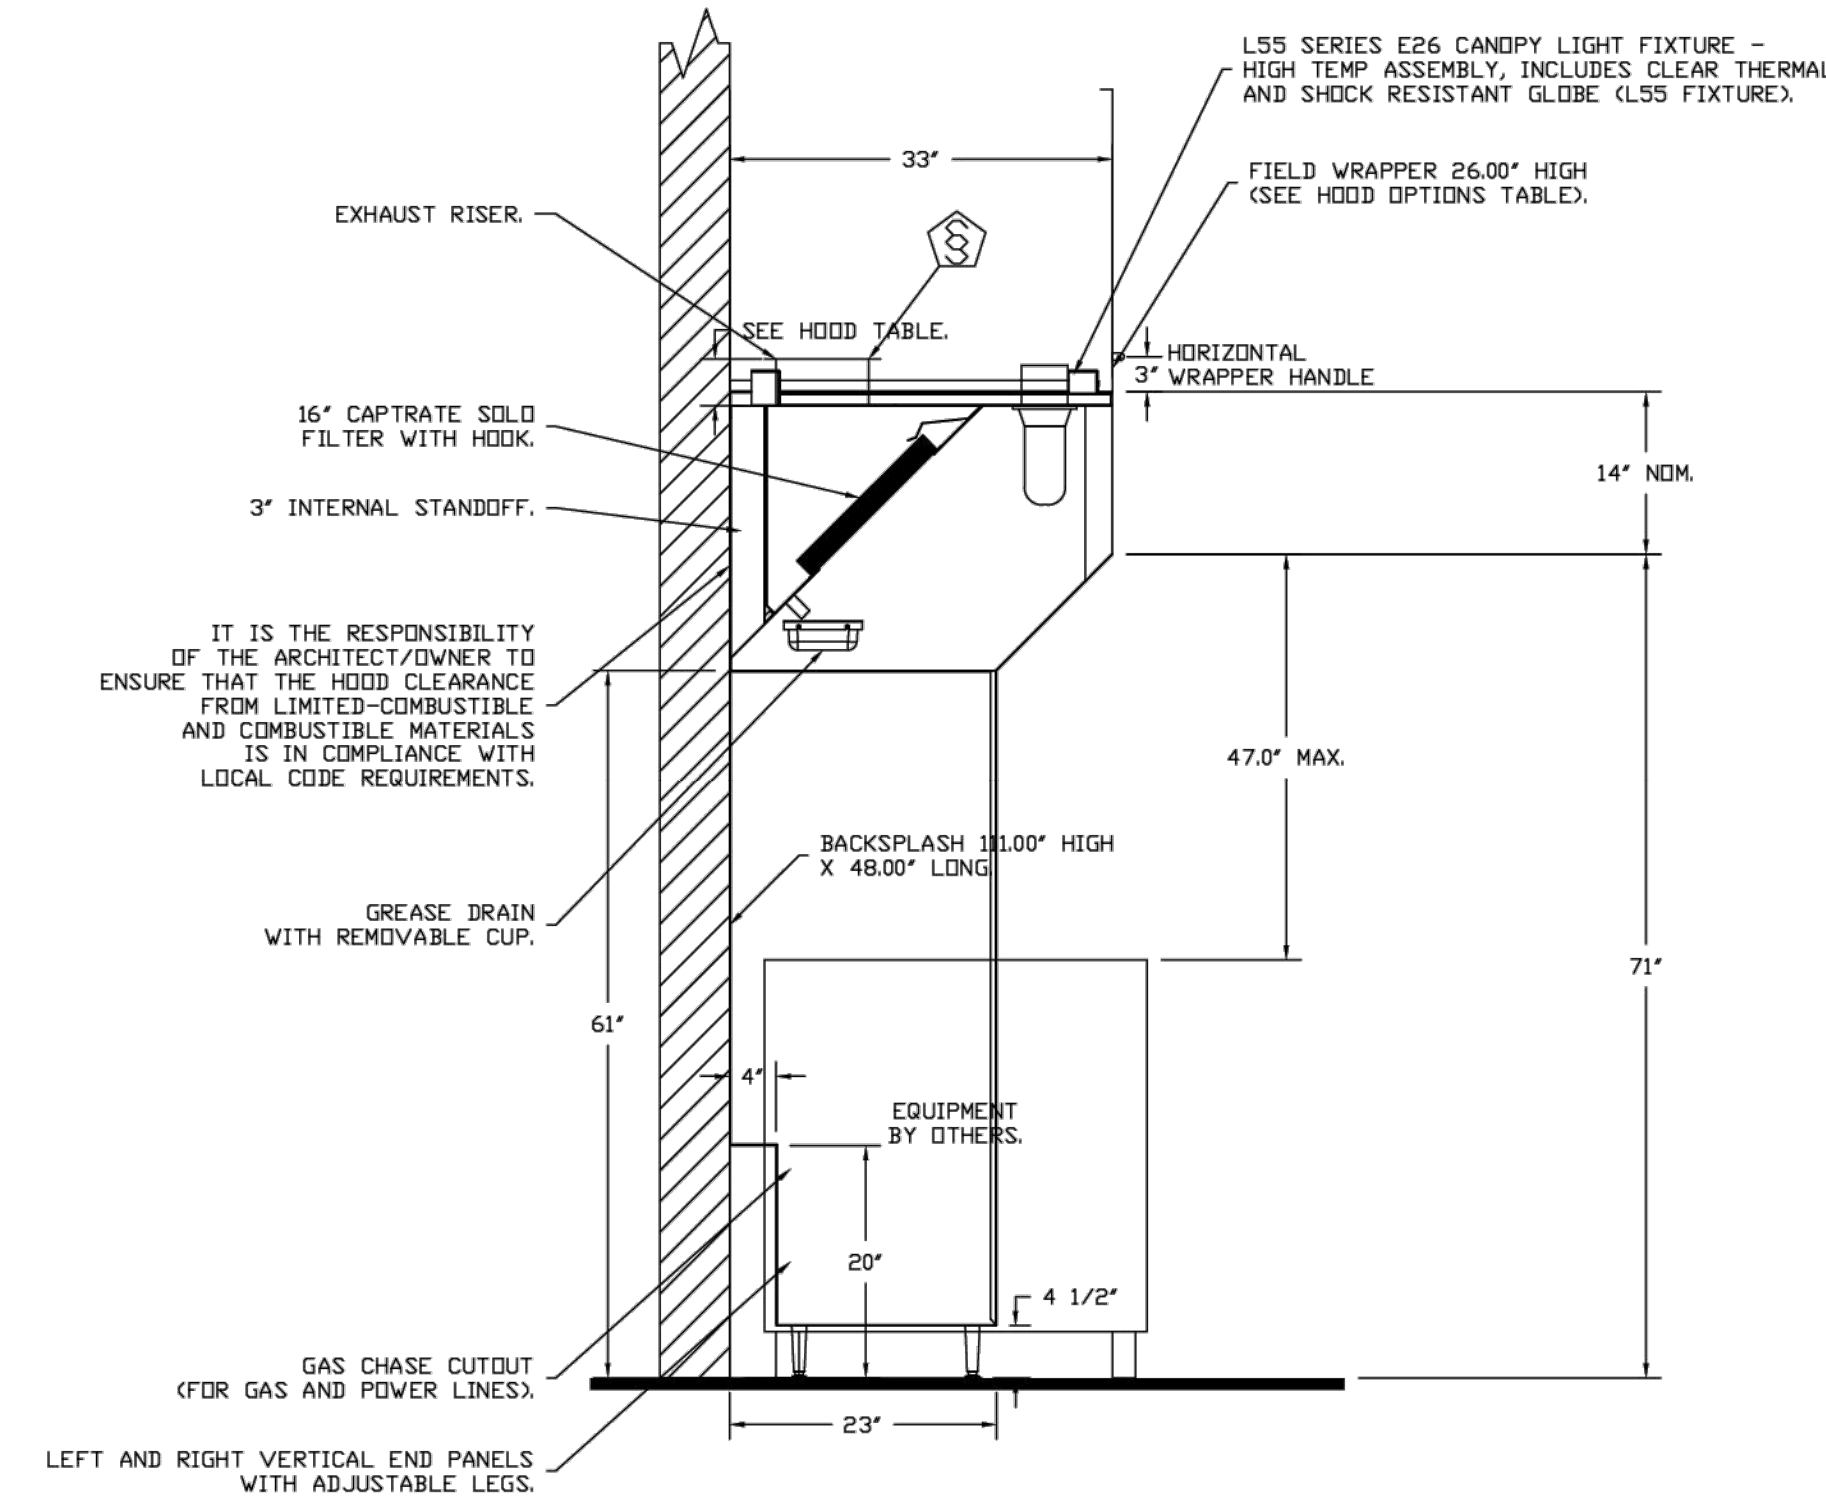 L55 SERIES E26 CANOPY LIGHT FIXTURE -
HIGH TEMP ASSEMBLY, INCLUDES CLEAR THERMAL
AND SHOCK RESISTANT GLOBE (L55 FIXTURE).
33"
FIELD WRAPPER 26.00" HIGH
(SEE HOOD OPTIONS TABLE).
EXHAUST RISER.
SEE HOOD TABLE.
HORIZONTAL
3" WRAPPER HANDLE
16" CAPTRATE SOLO
FILTER WITH HOOK.
14" NOM.
3" INTERNAL STANDOFF.
IT IS THE RESPONSIBILITY
OF THE ARCHITECT/OWNER TO
ENSURE THAT THE HOOD CLEARANCE
FROM LIMITED-COMBUSTIBLE
AND COMBUSTIBLE MATERIALS
IS IN COMPLIANCE WITH
LOCAL CODE REQUIREMENTS.
47.0" MAX.
BACKSPLASH 111.00" HIGH
X 48.00" LONG.
GREASE DRAIN
WITH REMOVABLE CUP.
71"
61"
4"
EQUIPMENT
BY OTHERS.
20"
4 1/2"
GAS CHASE CUTOUT
(FOR GAS AND POWER LINES).
23"
LEFT AND RIGHT VERTICAL END PANELS
WITH ADJUSTABLE LEGS.